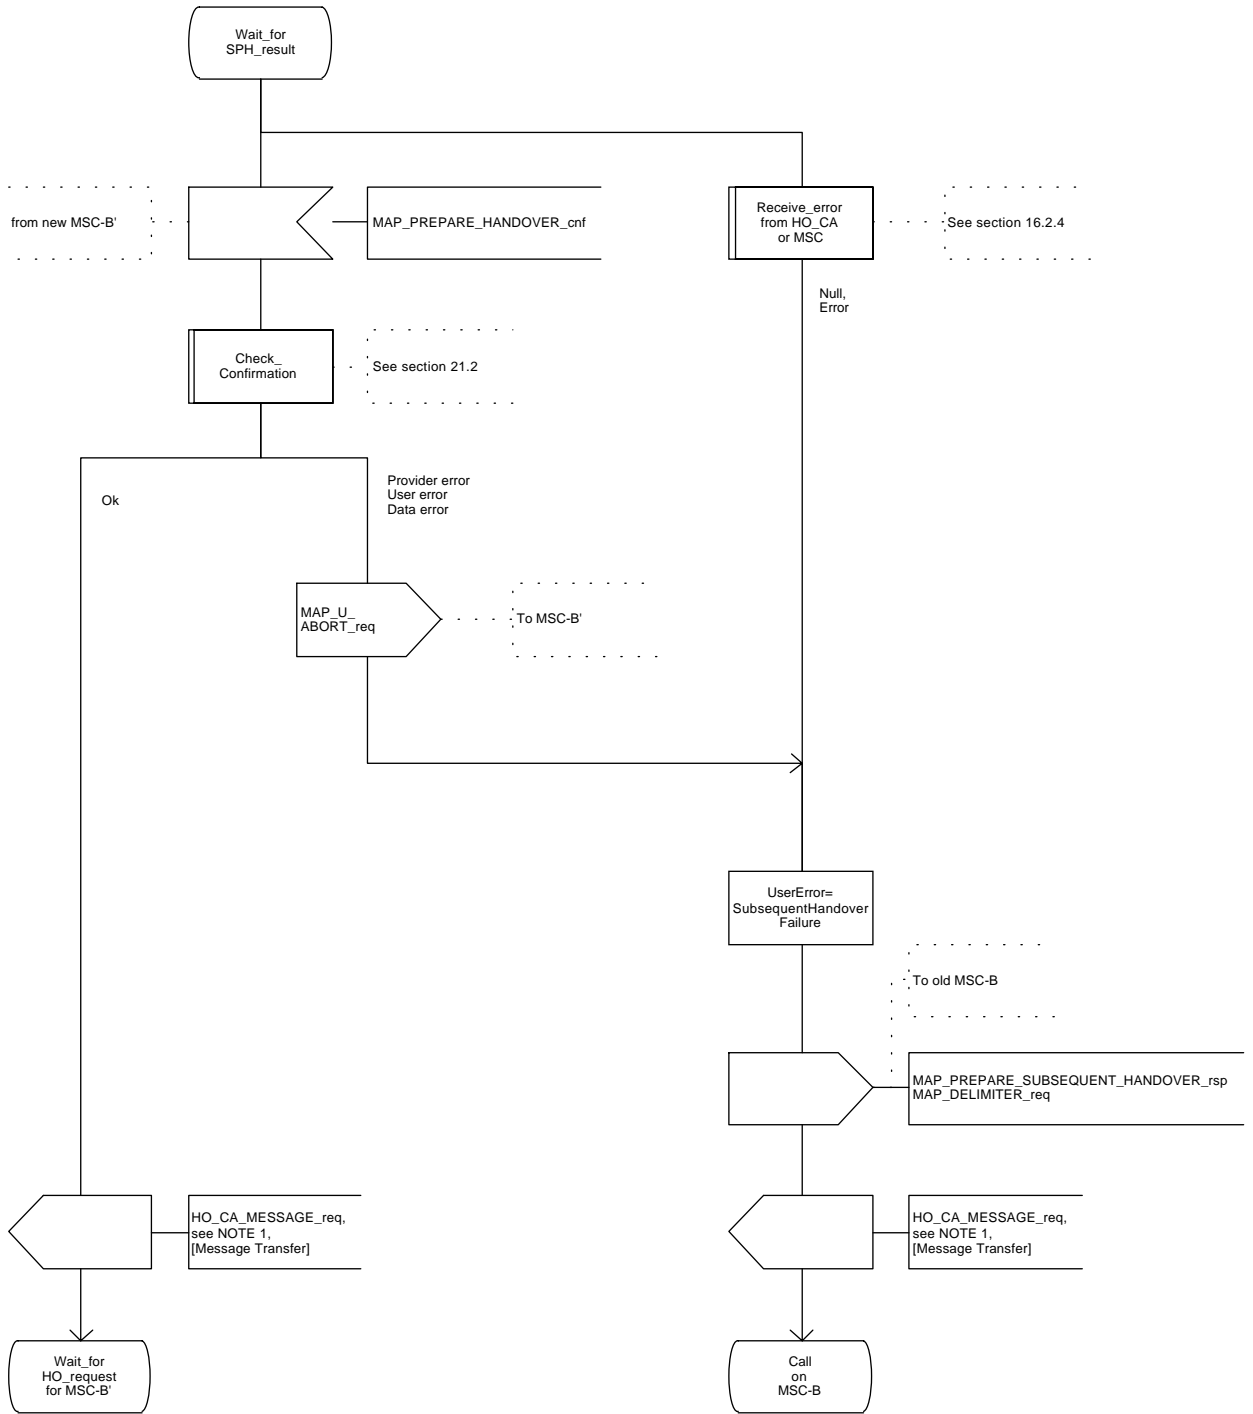 Wait_for
SPH_result
from new MSC-B'
MAP_PREPARE_HANDOVER_cnf
Receive_error
from HO_CA
or MSC
See section 16.2.4
Null,
Error
Check_
Confirmation
See section 21.2
Ok
Provider error
User error
Data error
MAP_U_
ABORT_req
To MSC-B'
UserError=
SubsequentHandover
Failure
To old MSC-B
MAP_PREPARE_SUBSEQUENT_HANDOVER_rsp
MAP_DELIMITER_req
HO_CA_MESSAGE_req,
see NOTE 1,
[Message Transfer]
HO_CA_MESSAGE_req,
see NOTE 1,
[Message Transfer]
Wait_for
HO_request
for MSC-B'
Call
on
MSC-B